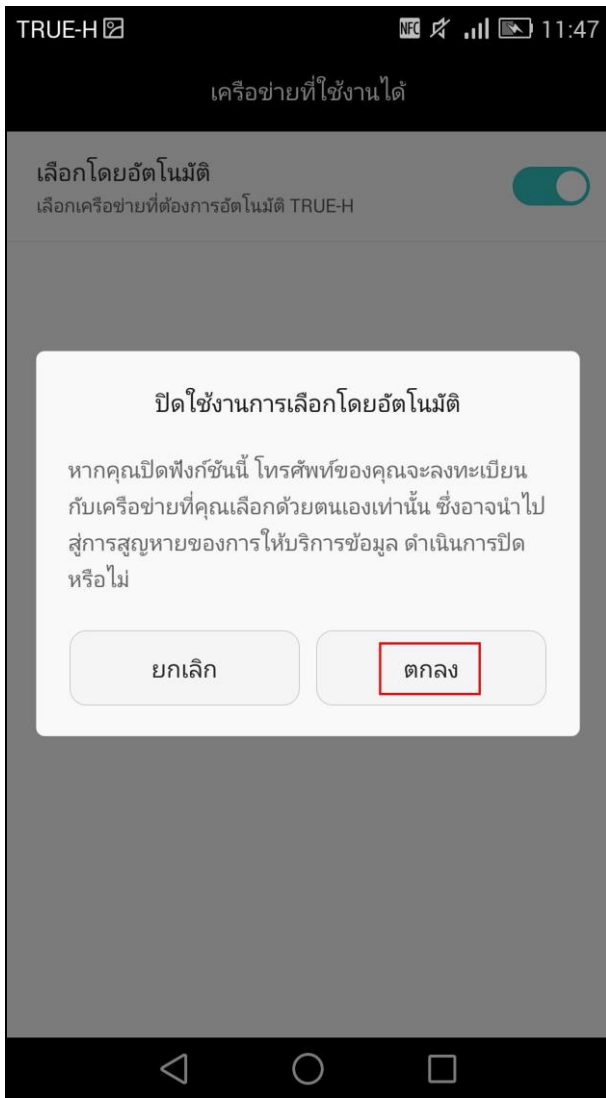 TRUE-H NFC 11:47
เครือข่ายที่ใช้งานได้
เลือกโดยอัตโนมัติ
เลือกเครือข่ายที่ต้องการอัตโนมัติ TRUE-H
ปิดใช้งานการเลือกโดยอัตโนมัติ
หากคุณปิดฟังก์ชันนี้ โทรศัพท์ของคุณจะลงทะเบียน
กับเครือข่ายที่คุณเลือกด้วยตนเองเท่านั้น ซึ่งอาจนำไป
สู่การสูญหายของการให้บริการข้อมูล ดำเนินการปิด
หรือไม่
ยกเลิก ตกลง